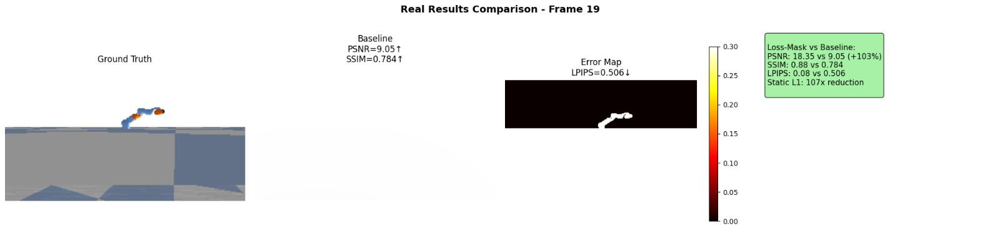 Real Results Comparison - Frame 19
Ground Truth
Baseline
PSNR=9.05↑
SSIM=0.784↑
Error Map
LPIPS=0.506↓
0.30
0.25
0.20
0.15
0.10
0.05
0.00
Loss-Mask vs Baseline:
PSNR: 18.35 vs 9.05 (+103%)
SSIM: 0.88 vs 0.784
LPIPS: 0.08 vs 0.506
Static L1: 107x reduction